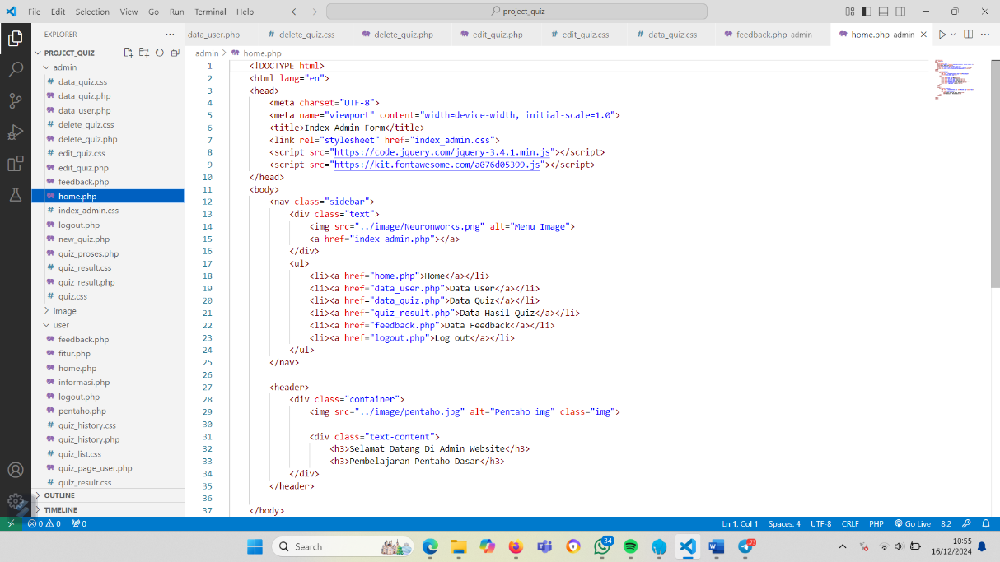 File Edit Selection View Go Run Terminal Help
project_quiz
EXPLORER
PROJECT_QUIZ
admin
# data_quiz.css
data_quiz.php
data_user.php
# delete_quiz.css
delete_quiz.php
# edit_quiz.css
edit_quiz.php
feedback.php
home.php
# index_admin.css
logout.php
new_quiz.php
quiz_proses.php
# quiz_result.css
quiz_result.php
# quiz.css
image
user
feedback.php
fitur.php
home.php
informasi.php
logout.php
pentaho.php
# quiz_history.css
quiz_history.php
# quiz_list.css
quiz_page_user.php
# quiz_result.css
OUTLINE
TIMELINE
data_user.php # delete_quiz.css delete_quiz.php edit_quiz.php # edit_quiz.css # data_quiz.css feedback.php admin home.php admin
admin > home.php
1 <!DOCTYPE html>
2 <html lang="en">
3 <head>
4 <meta charset="UTF-8">
5 <meta name="viewport" content="width=device-width, initial-scale=1.0">
6 <title>Index Admin Form</title>
7 <link rel="stylesheet" href="index_admin.css">
8 <script src="https://code.jquery.com/jquery-3.4.1.min.js"></script>
9 <script src="https://kit.fontawesome.com/a076d05399.js"></script>
10 </head>
11 <body>
12 <nav class="sidebar">
13 <div class="text">
14 <img src="../image/Neuronworks.png" alt="Menu Image">
15 <a href="index_admin.php"></a>
16 </div>
17 <ul>
18 <li><a href="home.php">Home</a></li>
19 <li><a href="data_user.php">Data User</a></li>
20 <li><a href="data_quiz.php">Data Quiz</a></li>
21 <li><a href="quiz_result.php">Data Hasil Quiz</a></li>
22 <li><a href="feedback.php">Data Feedback</a></li>
23 <li><a href="logout.php">Log out</a></li>
24 </ul>
25 </nav>
26
27 <header>
28 <div class="container">
29 <img src="../image/pentaho.jpg" alt="Pentaho img" class="img">
30
31 <div class="text-content">
32 <h3>Selamat Datang Di Admin Website</h3>
33 <h3>Pembelajaran Pentaho Dasar</h3>
34 </div>
35 </header>
36
37 </body>
0 0 0 Ln 1, Col 1 Spaces: 4 UTF-8 CRLF PHP Go Live 8.2
Search 34 10:55
16/12/2024